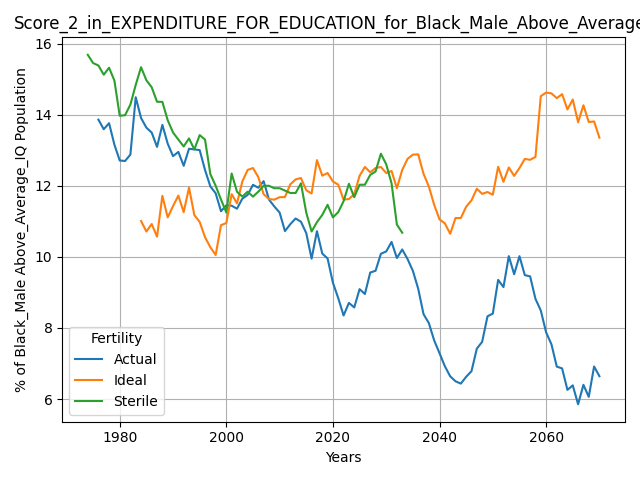 Score_2_in_EXPENDITURE_FOR_EDUCATION_for_Black_Male_Above_Average
% of Black_Male Above_Average_IQ Population
16
14
12
10
8
6
Fertility
Actual
Ideal
Sterile
1980 2000 2020 2040 2060
Years